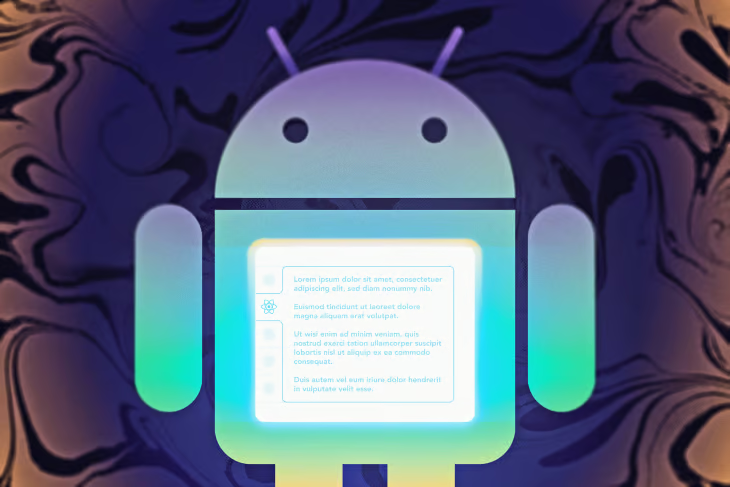 Lorem ipsum dolor sit amet, consectetuer
adipiscing elit, sed diam nonummy nib.
Euismod tincidunt ut laoreet dolore
magna aliquam erat volutpat.
Ut wisi enim ad minim veniam, quis
nostrud exerci tation ullamcorper suscipit
lobortis nisl ut aliquip ex ea commodo
consequat.
Duis autem vel eum iriure dolor hendrerit
in vulputate velit esse.